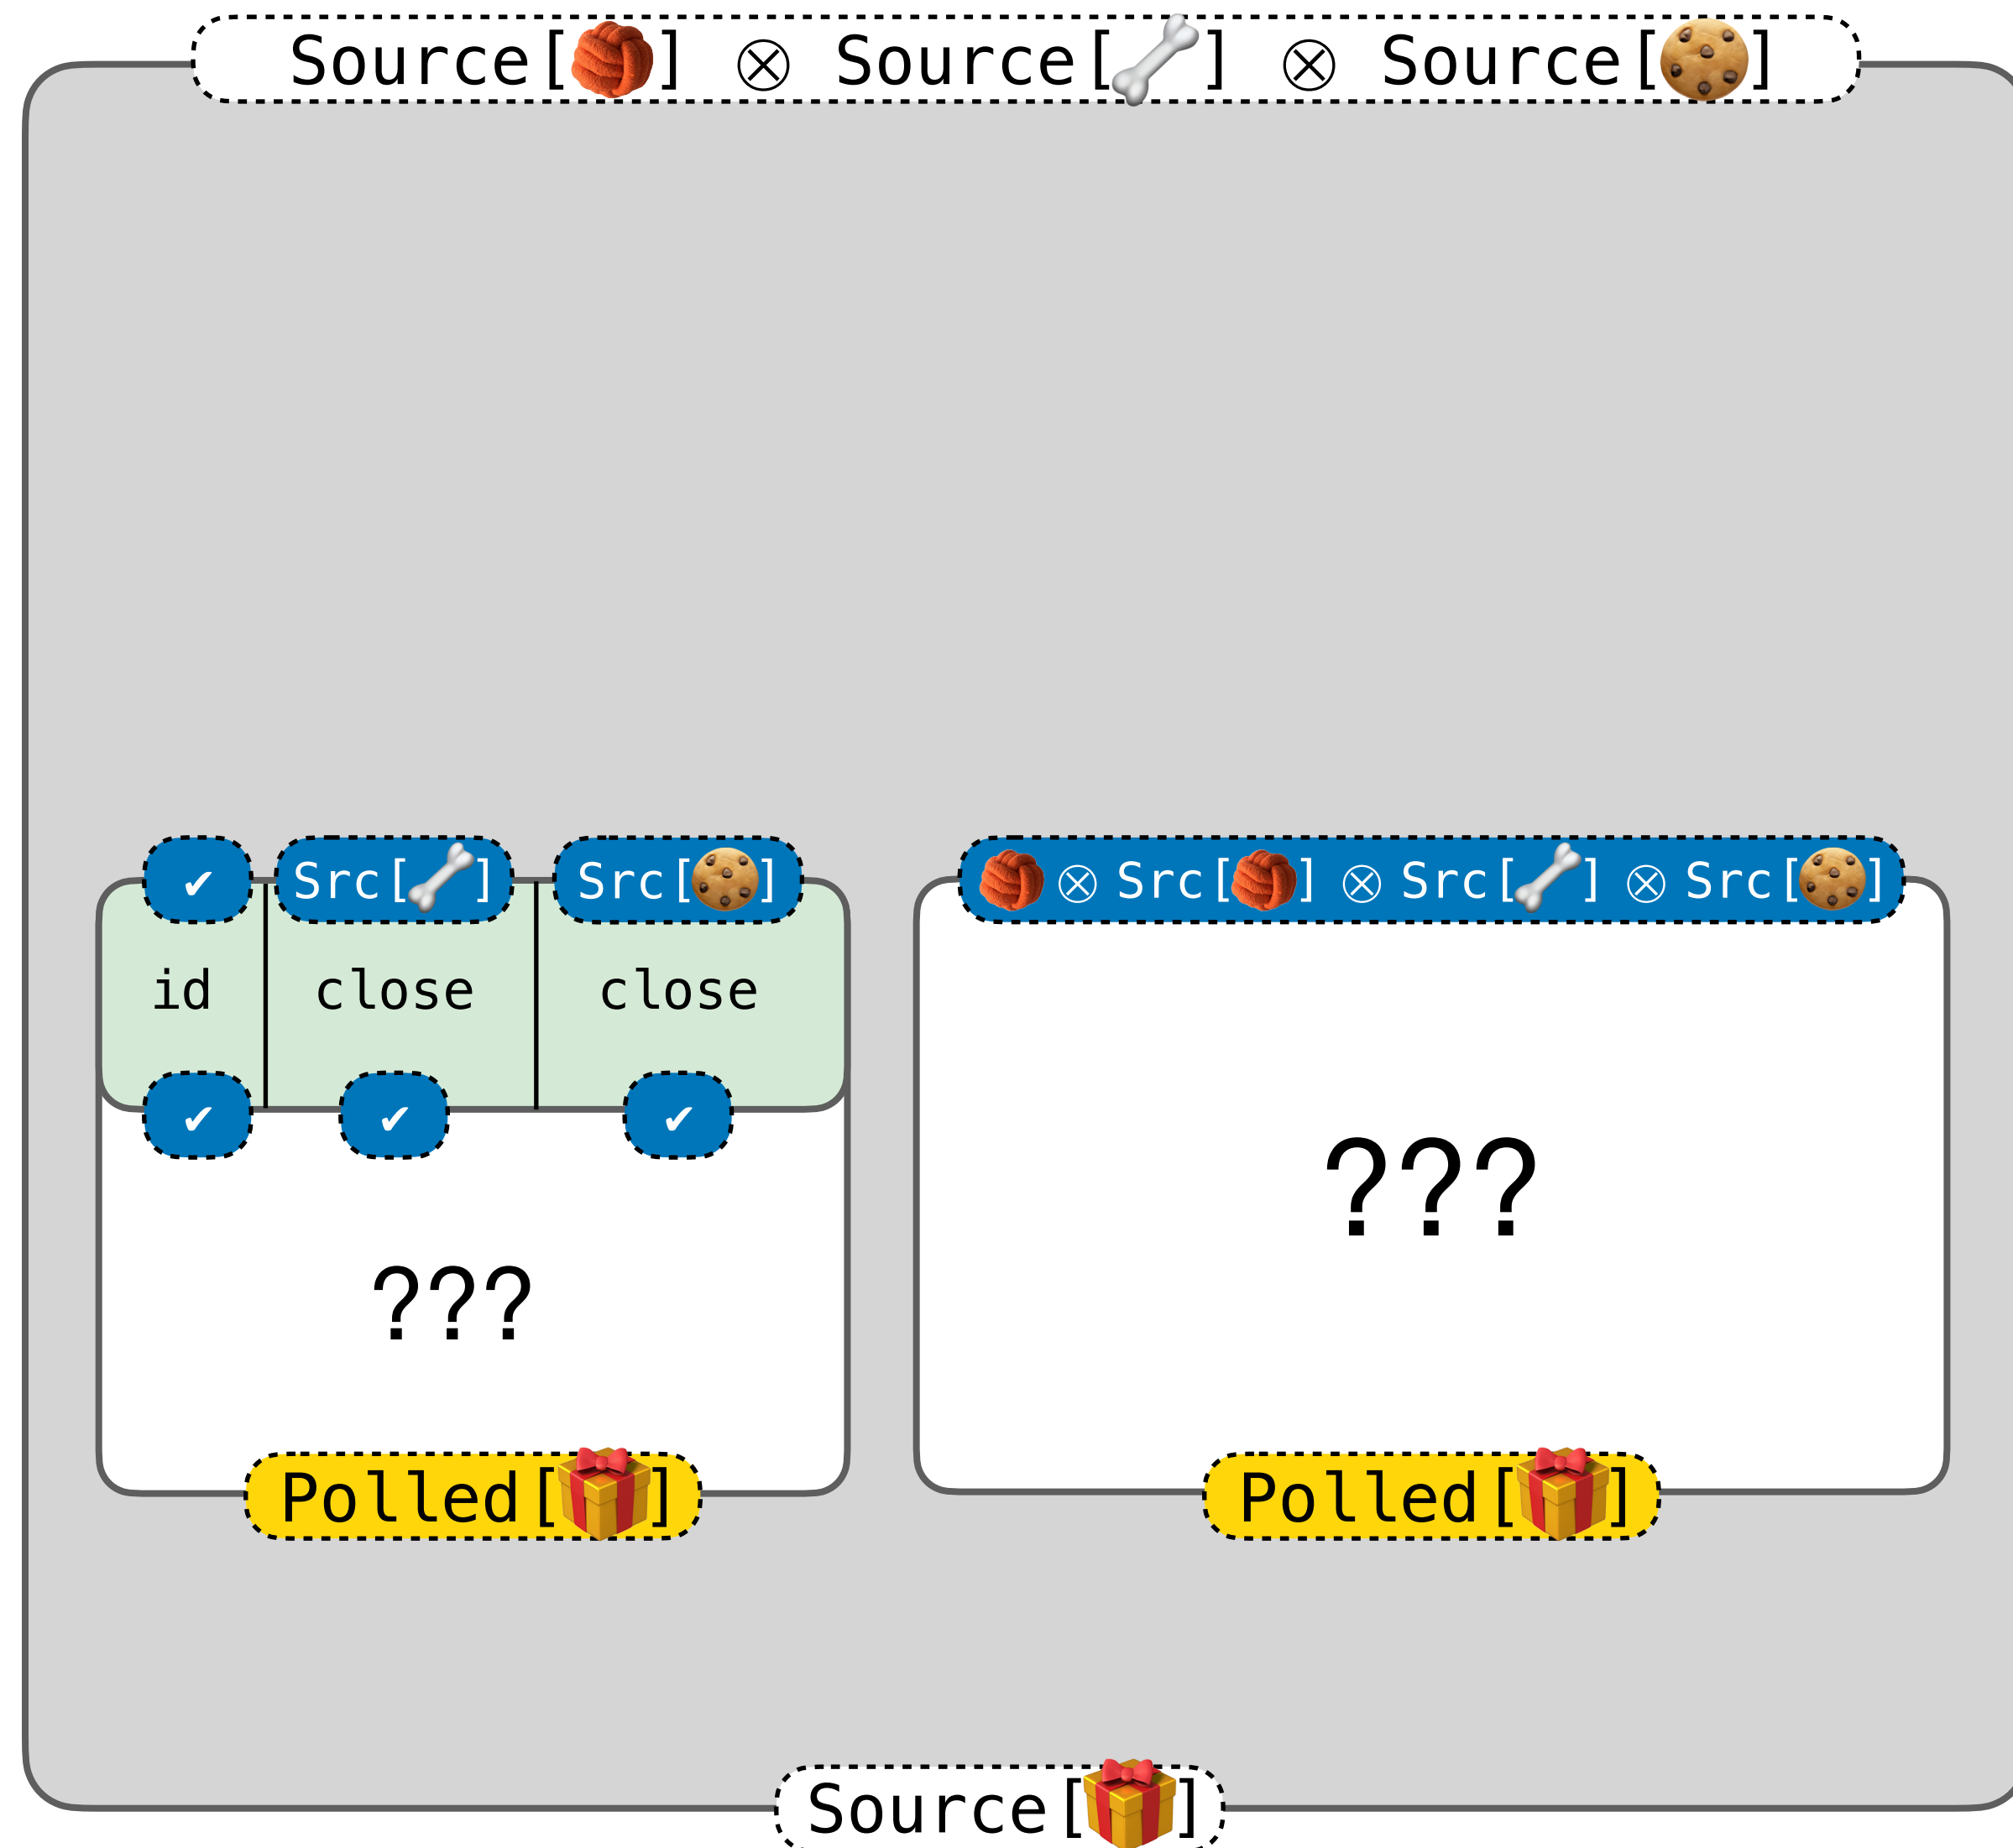 Source[🧶] ⊗ Source[🦴] ⊗ Source[🍪]
✔ Src[🦴] Src[🍪]
🧶 ⊗ Src[🧶] ⊗ Src[🦴] ⊗ Src[🍪]
id close close
✔ ✔ ✔
???
???
Polled[🎁]
Polled[🎁]
Source[🎁]